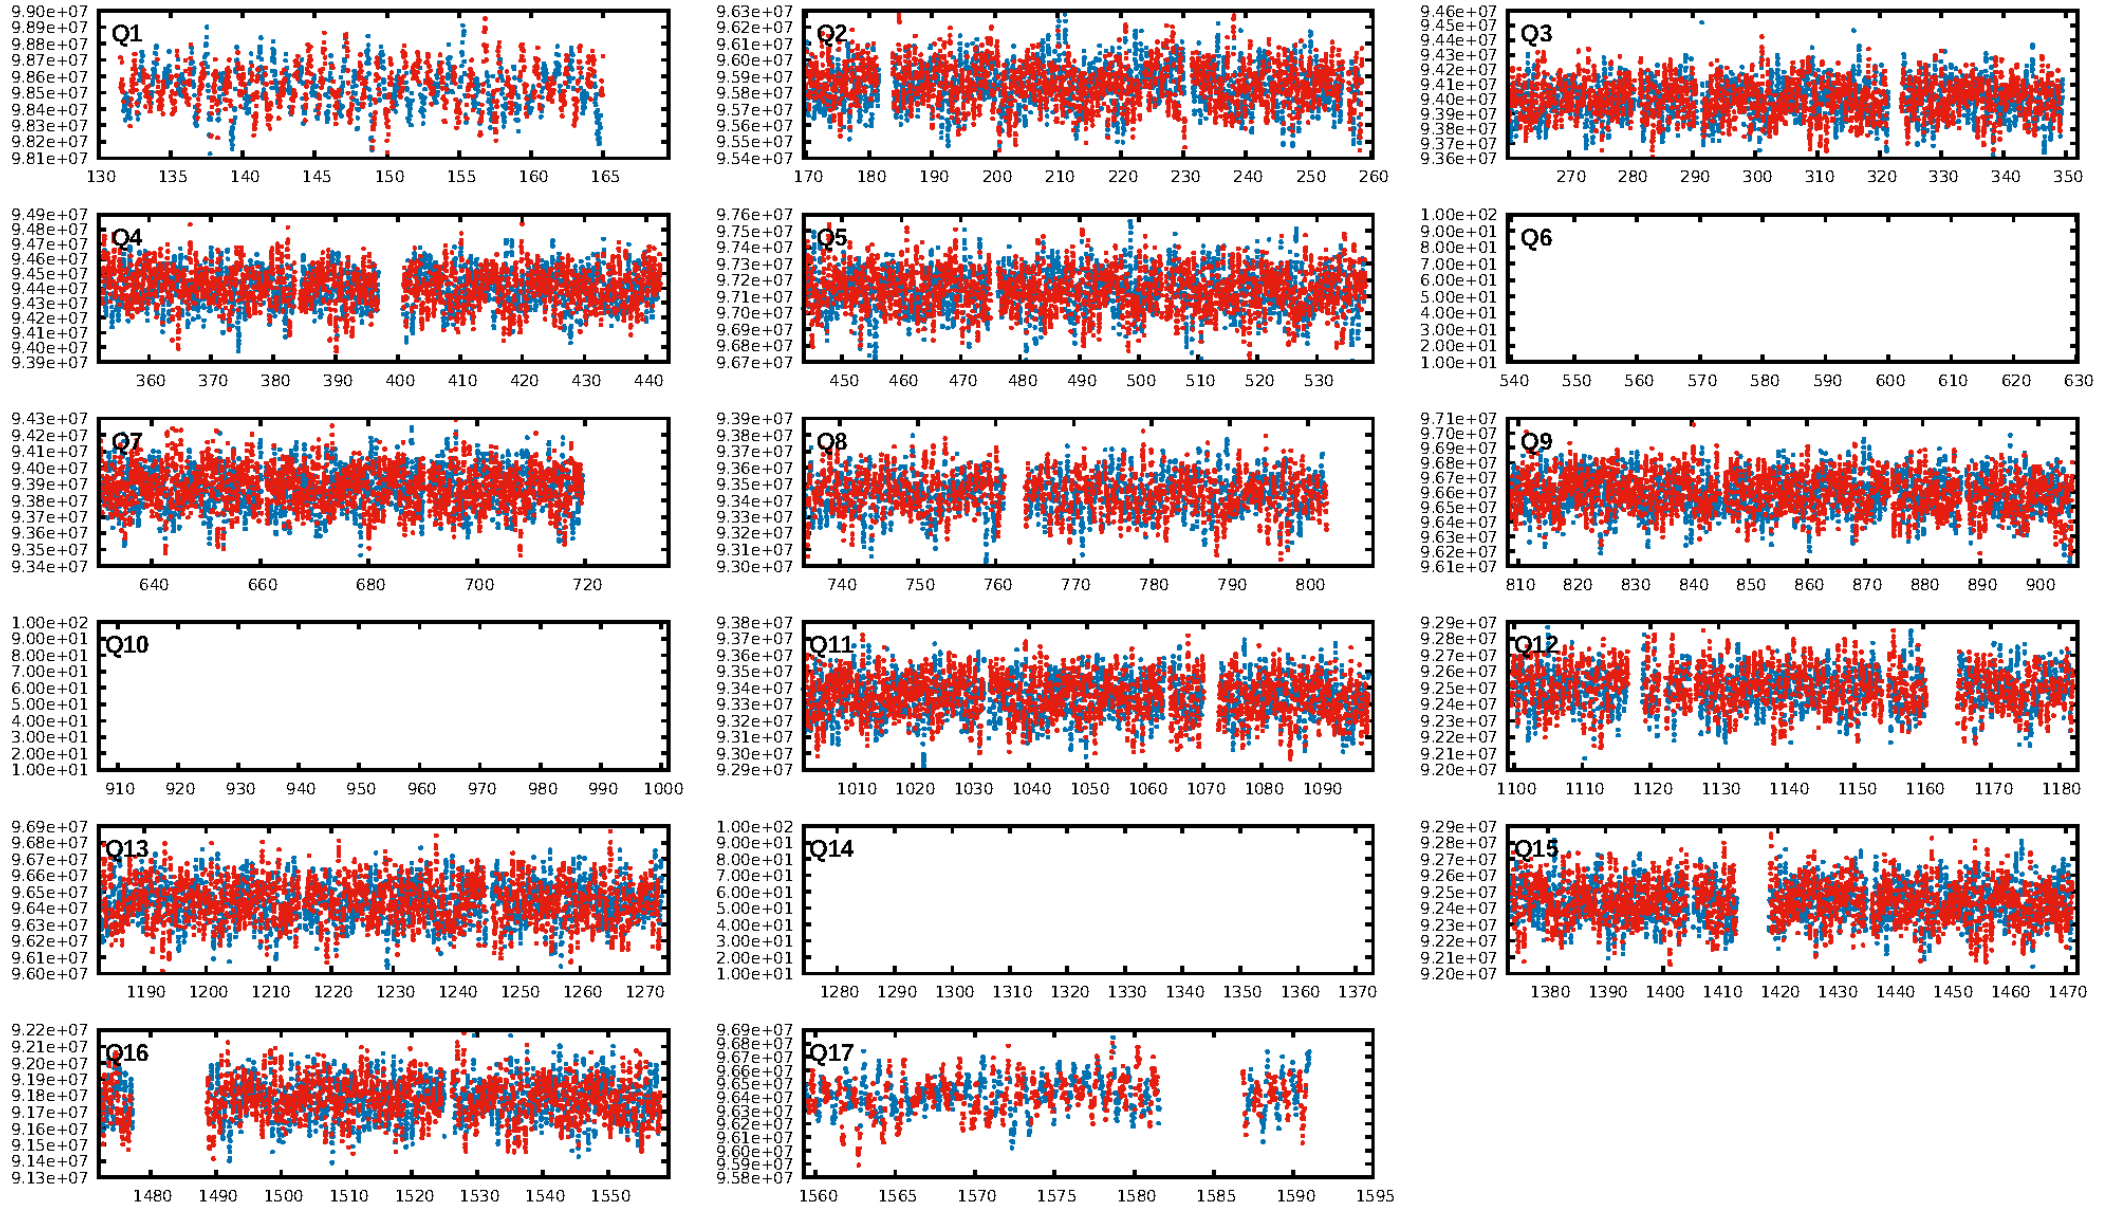 Q1
9.90e+07
9.89e+07
9.88e+07
9.87e+07
9.86e+07
9.85e+07
9.84e+07
9.83e+07
9.82e+07
9.81e+07
130 135 140 145 150 155 160 165
Q2
9.63e+07
9.62e+07
9.61e+07
9.60e+07
9.59e+07
9.58e+07
9.57e+07
9.56e+07
9.55e+07
9.54e+07
170 180 190 200 210 220 230 240 250 260
Q3
9.46e+07
9.45e+07
9.44e+07
9.43e+07
9.42e+07
9.41e+07
9.40e+07
9.39e+07
9.38e+07
9.37e+07
9.36e+07
270 280 290 300 310 320 330 340 350
Q4
9.49e+07
9.48e+07
9.47e+07
9.46e+07
9.45e+07
9.44e+07
9.43e+07
9.42e+07
9.41e+07
9.40e+07
9.39e+07
360 370 380 390 400 410 420 430 440
Q5
9.76e+07
9.75e+07
9.74e+07
9.73e+07
9.72e+07
9.71e+07
9.70e+07
9.69e+07
9.68e+07
9.67e+07
450 460 470 480 490 500 510 520 530
Q6
1.00e+02
9.00e+01
8.00e+01
7.00e+01
6.00e+01
5.00e+01
4.00e+01
3.00e+01
2.00e+01
1.00e+01
540 550 560 570 580 590 600 610 620 630
Q7
9.43e+07
9.42e+07
9.41e+07
9.40e+07
9.39e+07
9.38e+07
9.37e+07
9.36e+07
9.35e+07
9.34e+07
640 660 680 700 720
Q8
9.39e+07
9.38e+07
9.37e+07
9.36e+07
9.35e+07
9.34e+07
9.33e+07
9.32e+07
9.31e+07
9.30e+07
740 750 760 770 780 790 800
Q9
9.71e+07
9.70e+07
9.69e+07
9.68e+07
9.67e+07
9.66e+07
9.65e+07
9.64e+07
9.63e+07
9.62e+07
9.61e+07
810 820 830 840 850 860 870 880 890 900
Q10
1.00e+02
9.00e+01
8.00e+01
7.00e+01
6.00e+01
5.00e+01
4.00e+01
3.00e+01
2.00e+01
1.00e+01
910 920 930 940 950 960 970 980 990 1000
Q11
9.38e+07
9.37e+07
9.36e+07
9.35e+07
9.34e+07
9.33e+07
9.32e+07
9.31e+07
9.30e+07
9.29e+07
1010 1020 1030 1040 1050 1060 1070 1080 1090
Q12
9.29e+07
9.28e+07
9.27e+07
9.26e+07
9.25e+07
9.24e+07
9.23e+07
9.22e+07
9.21e+07
9.20e+07
1100 1110 1120 1130 1140 1150 1160 1170 1180
Q13
9.69e+07
9.68e+07
9.67e+07
9.66e+07
9.65e+07
9.64e+07
9.63e+07
9.62e+07
9.61e+07
9.60e+07
1190 1200 1210 1220 1230 1240 1250 1260 1270
Q14
1.00e+02
9.00e+01
8.00e+01
7.00e+01
6.00e+01
5.00e+01
4.00e+01
3.00e+01
2.00e+01
1.00e+01
1280 1290 1300 1310 1320 1330 1340 1350 1360 1370
Q15
9.29e+07
9.28e+07
9.27e+07
9.26e+07
9.25e+07
9.24e+07
9.23e+07
9.22e+07
9.21e+07
9.20e+07
1380 1390 1400 1410 1420 1430 1440 1450 1460 1470
Q16
9.22e+07
9.21e+07
9.20e+07
9.19e+07
9.18e+07
9.17e+07
9.16e+07
9.15e+07
9.14e+07
9.13e+07
1480 1490 1500 1510 1520 1530 1540 1550
Q17
9.69e+07
9.68e+07
9.67e+07
9.66e+07
9.65e+07
9.64e+07
9.63e+07
9.62e+07
9.61e+07
9.60e+07
9.59e+07
9.58e+07
1560 1565 1570 1575 1580 1585 1590 1595